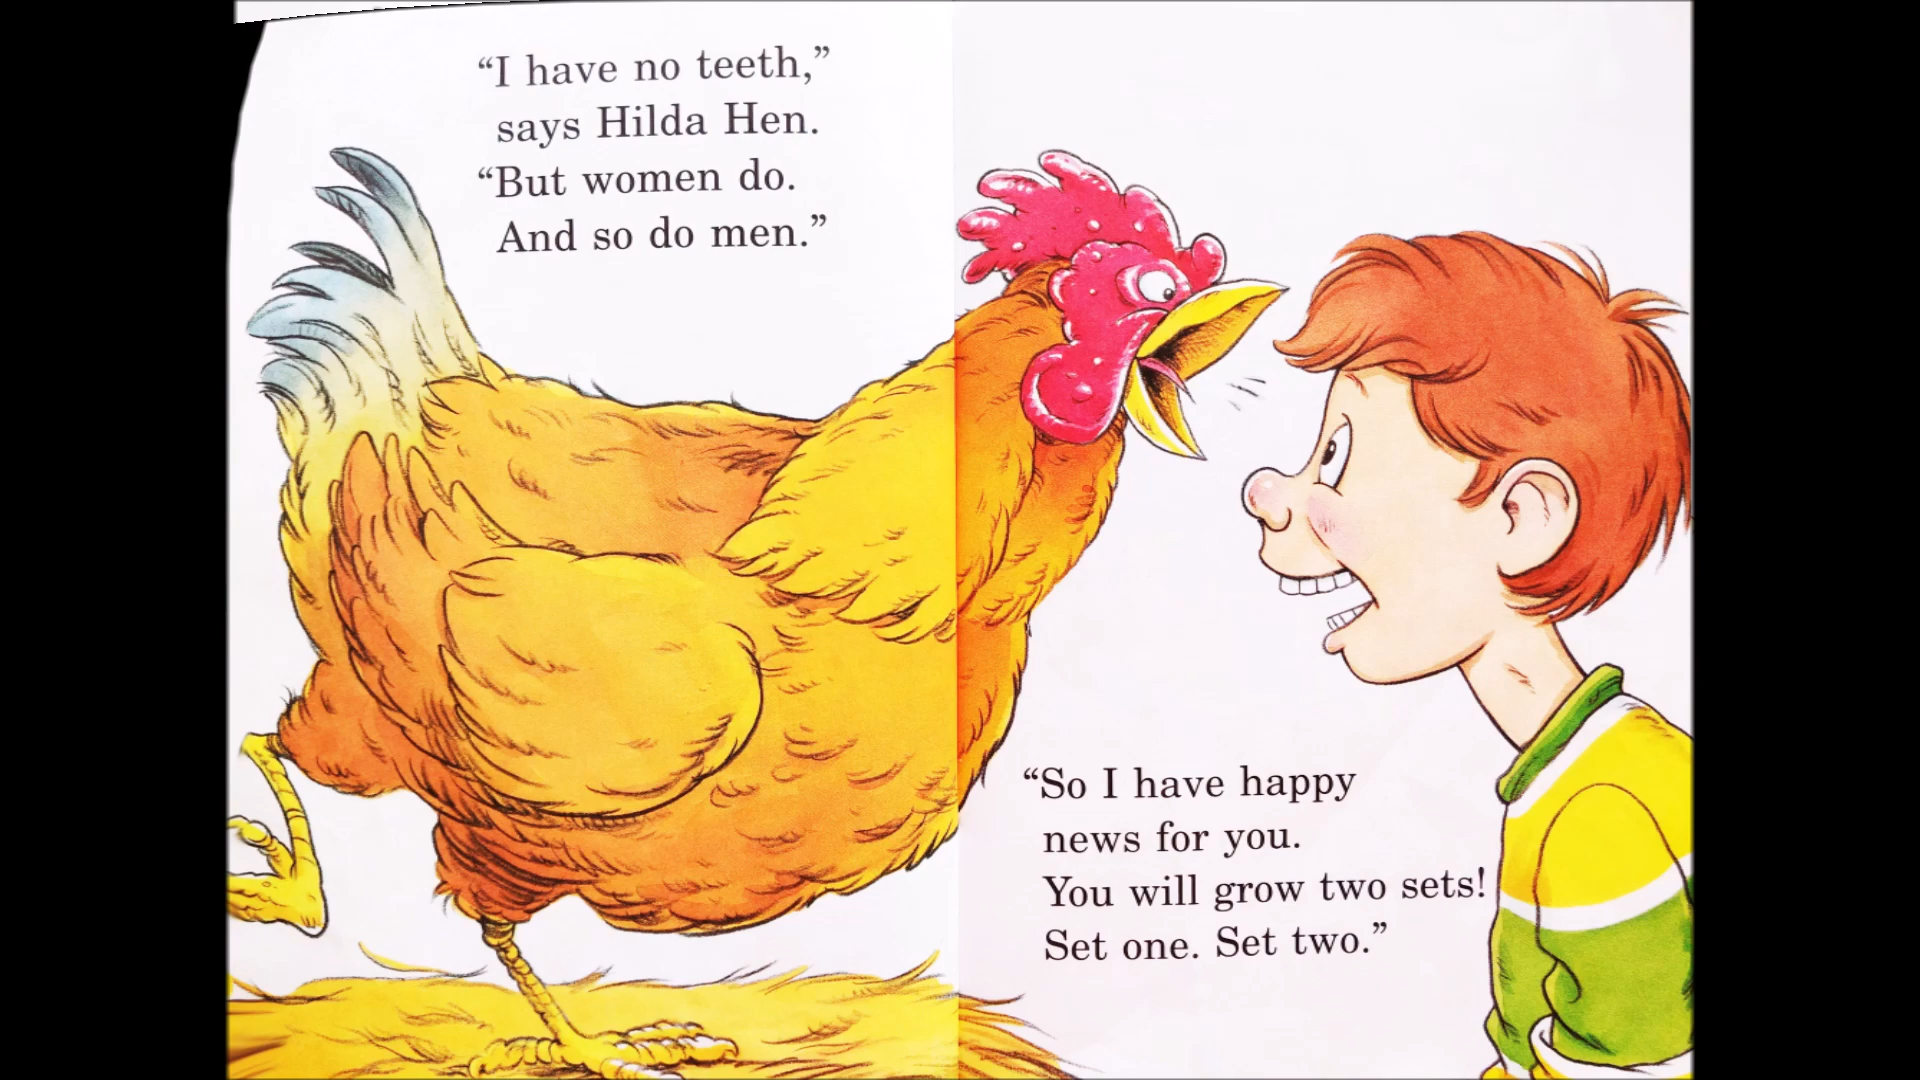 “I have no teeth,”
says Hilda Hen.
“But women do.
And so do men.”
“So I have happy
news for you.
You will grow two sets!
Set one. Set two.”